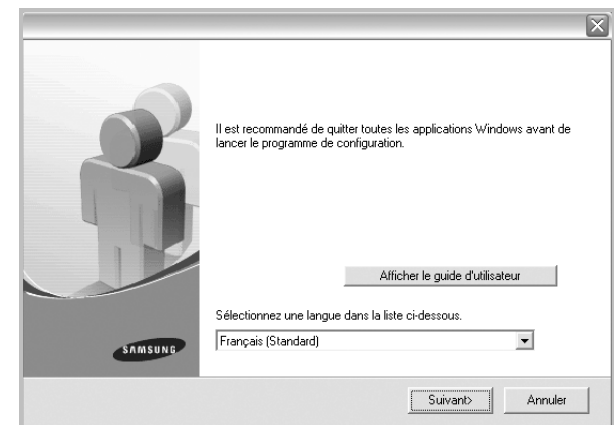 Il est recommandé de quitter toutes les applications Windows avant de
lancer le programme de configuration.
Afficher le guide d'utilisateur
Sélectionnez une langue dans la liste ci-dessous.
SAMSUNG
Français (Standard)
Suivant>
Annuler